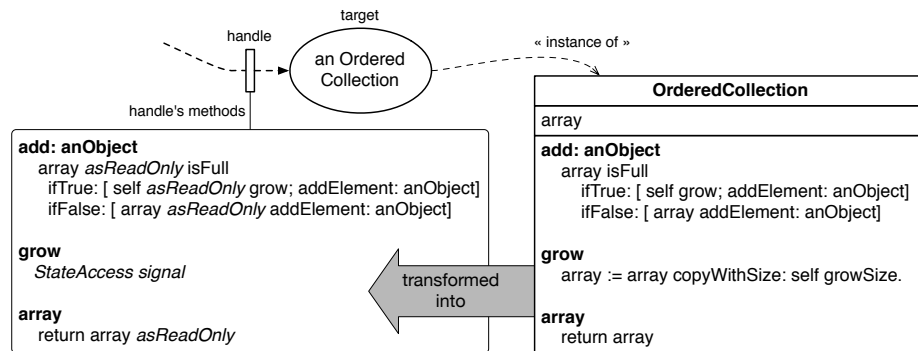 target
handle
an Ordered
Collection
« instance of »
handle's methods
add: anObject
array asReadOnly isFull
ifTrue: [ self asReadOnly grow; addElement: anObject]
ifFalse: [ array asReadOnly addElement: anObject]
grow
StateAccess signal
array
return array asReadOnly
transformed
into
OrderedCollection
array
add: anObject
array isFull
ifTrue: [ self grow; addElement: anObject]
ifFalse: [ array addElement: anObject]
grow
array := array copyWithSize: self growSize.
array
return array